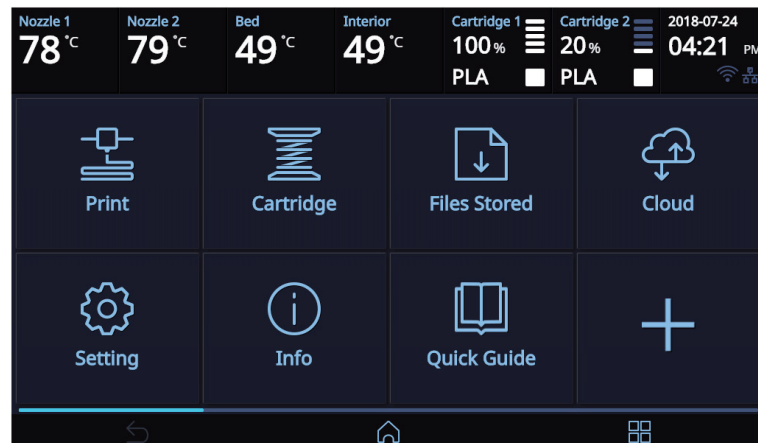 Nozzle 1 Nozzle 2 Bed Interior Cartridge 1 Cartridge 2 2018-07-24
78 °C 79 °C 49 °C 49 °C 100 % 20 % 04:21 PM
PLA PLA
Print Cartridge Files Stored Cloud
Setting Info Quick Guide